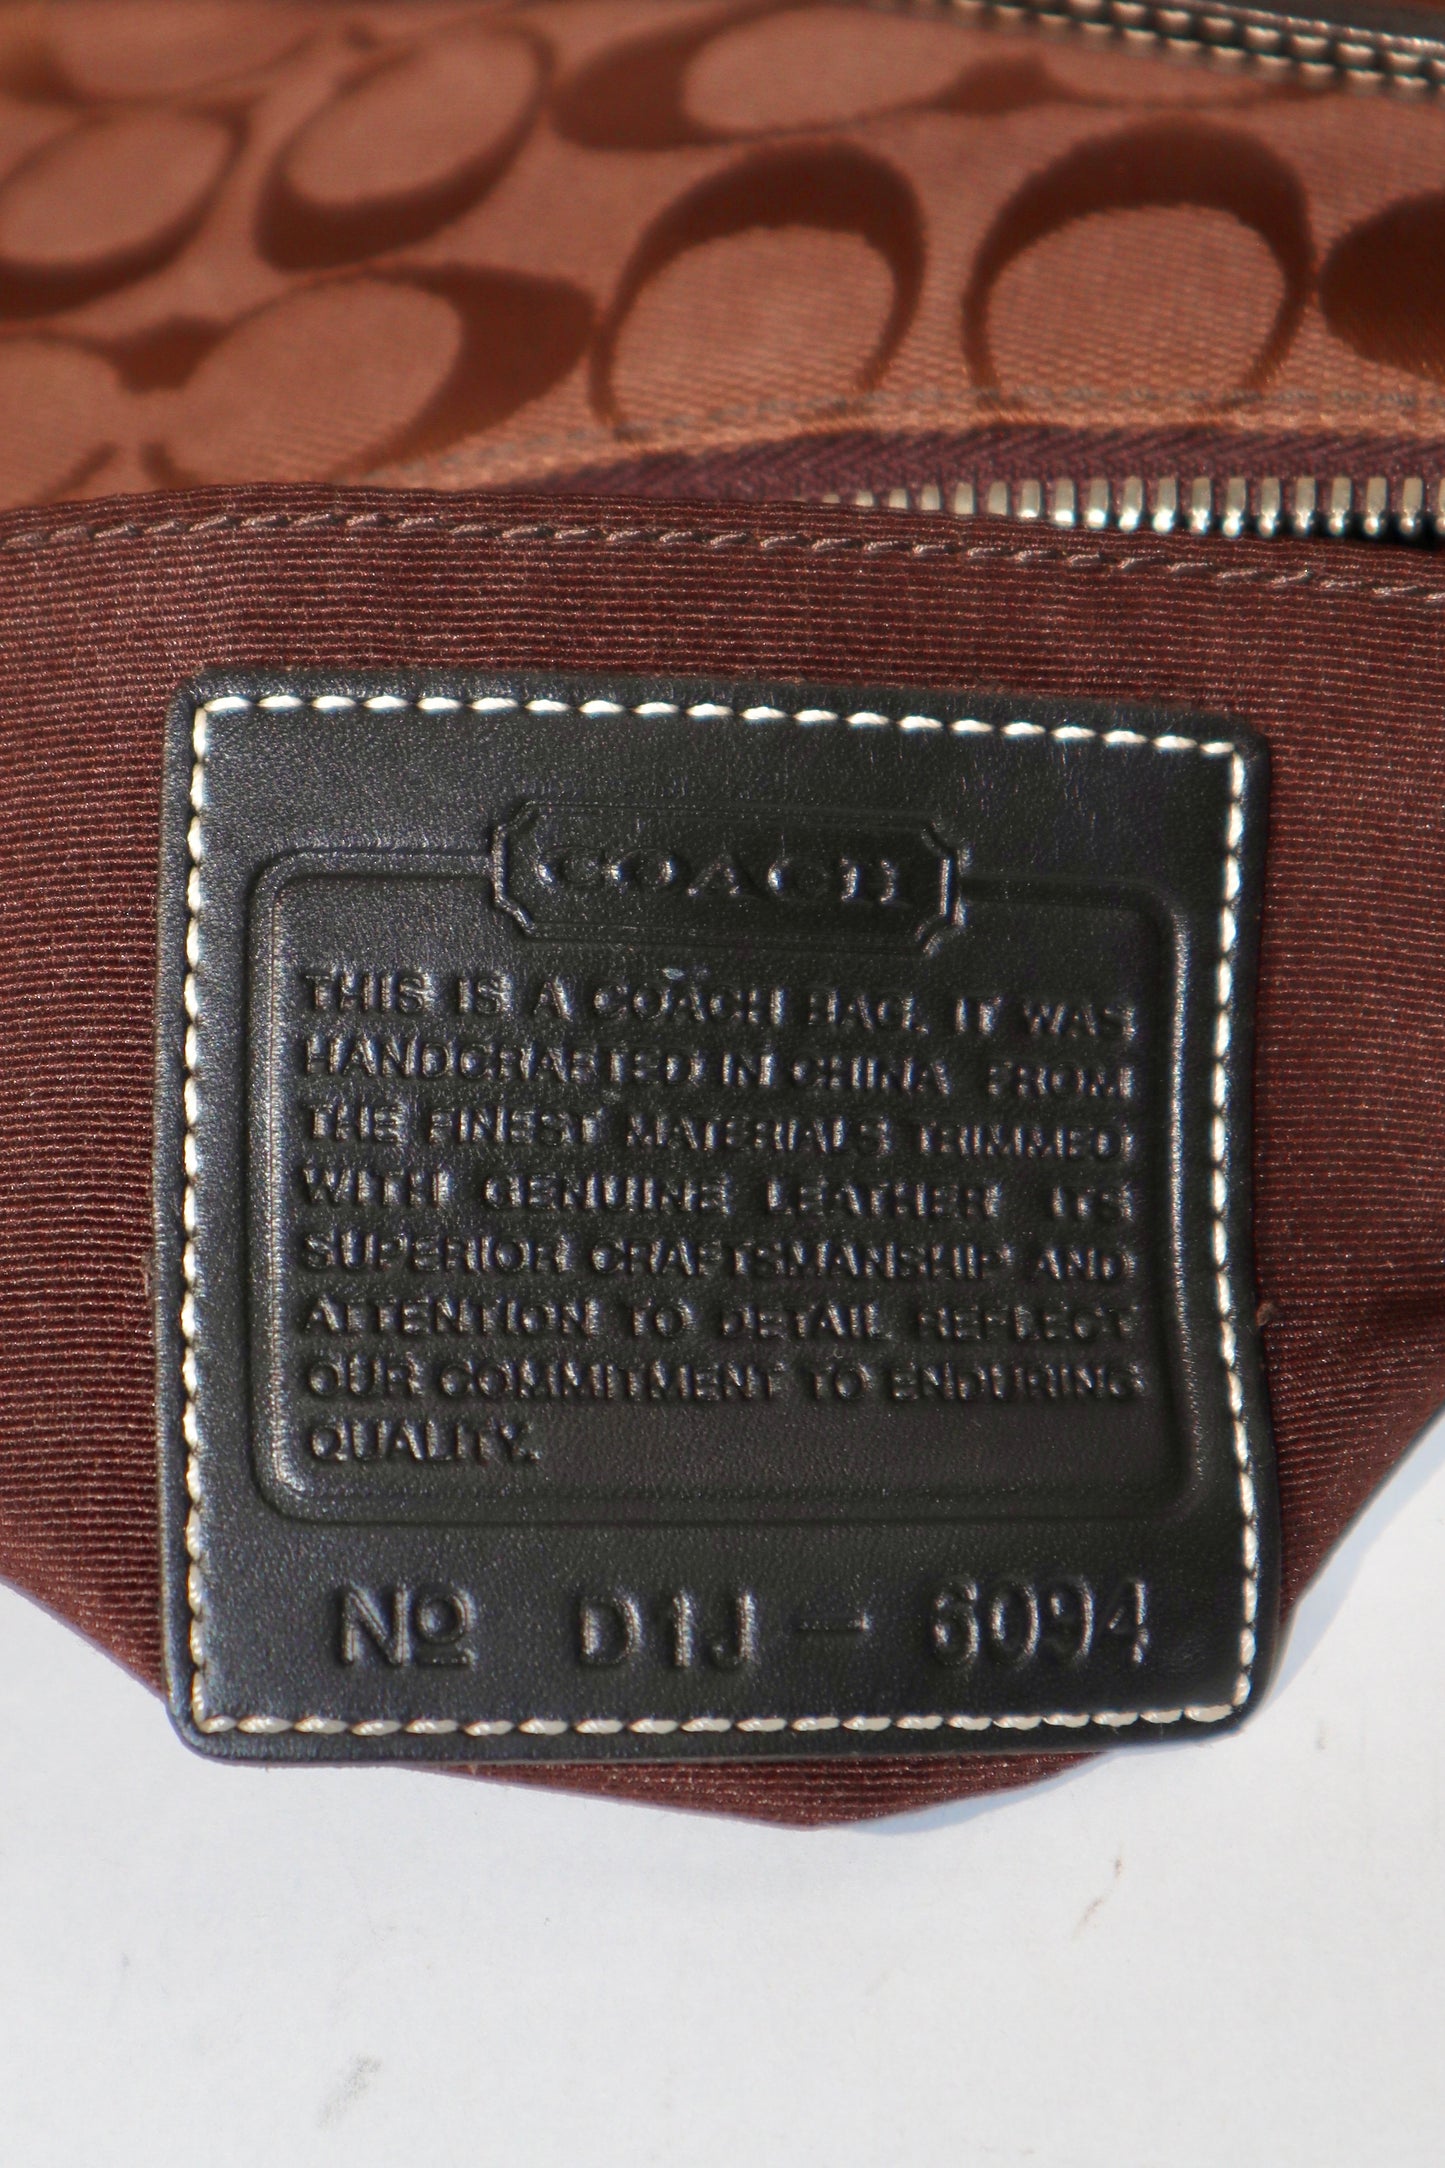 COACH
THIS IS A COACH BAG. IT WAS
HANDCRAFTED IN CHINA FROM
THE FINEST MATERIALS TRIMMED
WITH GENUINE LEATHER ITS
SUPERIOR CRAFTSMANSHIP AND
ATTENTION TO DETAIL REFLECT
OUR COMMITMENT TO ENDURING
QUALITY.
No D1J - 6094